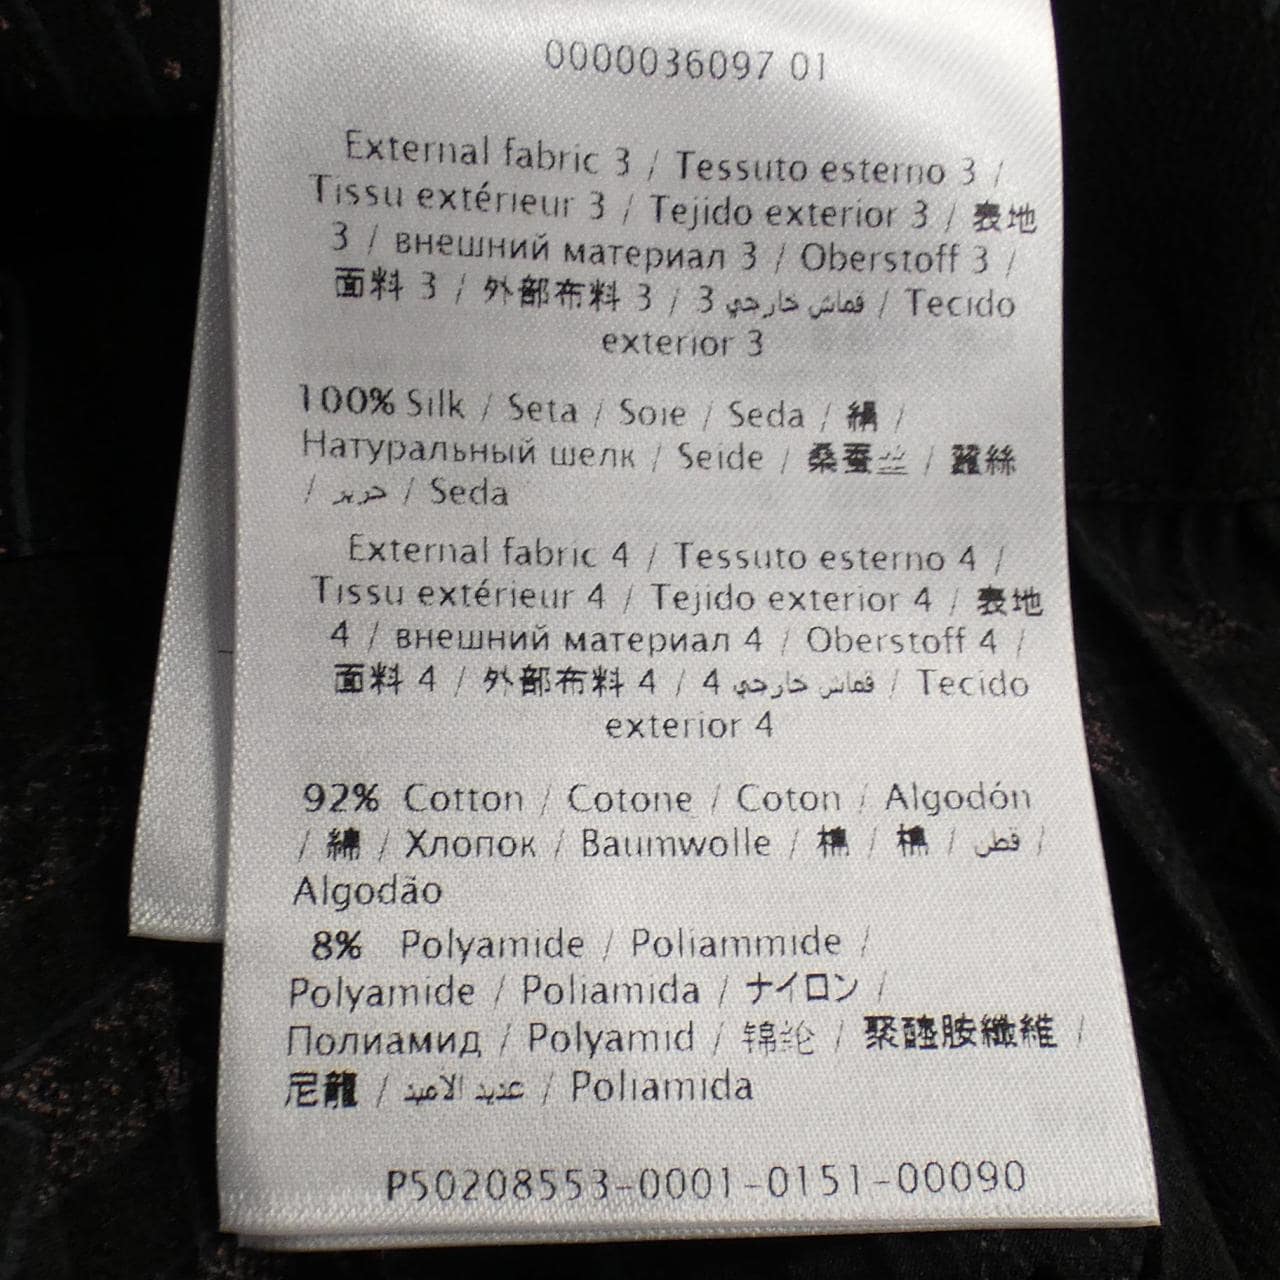 0000036097 01
External fabric 3 / Tessuto esterno 3 /
Tissu extérieur 3 / Tejido exterior 3 / 表地
3 / внешний материал 3 / Oberstoff 3 /
面料 3 / 外部布料 3 / 3 قماش خارجي / Tecido
exterior 3
100% Silk / Seta / Soie / Seda / 絹 /
Натуральный шелк / Seide / 桑蚕丝 / 蠶絲
/ حرير / Seda
External fabric 4 / Tessuto esterno 4 /
Tissu extérieur 4 / Tejido exterior 4 / 表地
4 / внешний материал 4 / Oberstoff 4 /
面料 4 / 外部布料 4 / 4 قماش خارجي / Tecido
exterior 4
92% Cotton / Cotone / Coton / Algodón
/ 綿 / Хлопок / Baumwolle / 棉 / 棉 / قطن /
Algodão
8% Polyamide / Poliammide /
Polyamide / Poliamida / ナイロン /
Полиамид / Polyamid / 锦纶 / 聚醯胺纖維 /
尼龍 / عديد الأميد / Poliamida
P50208553-0001-0151-00090